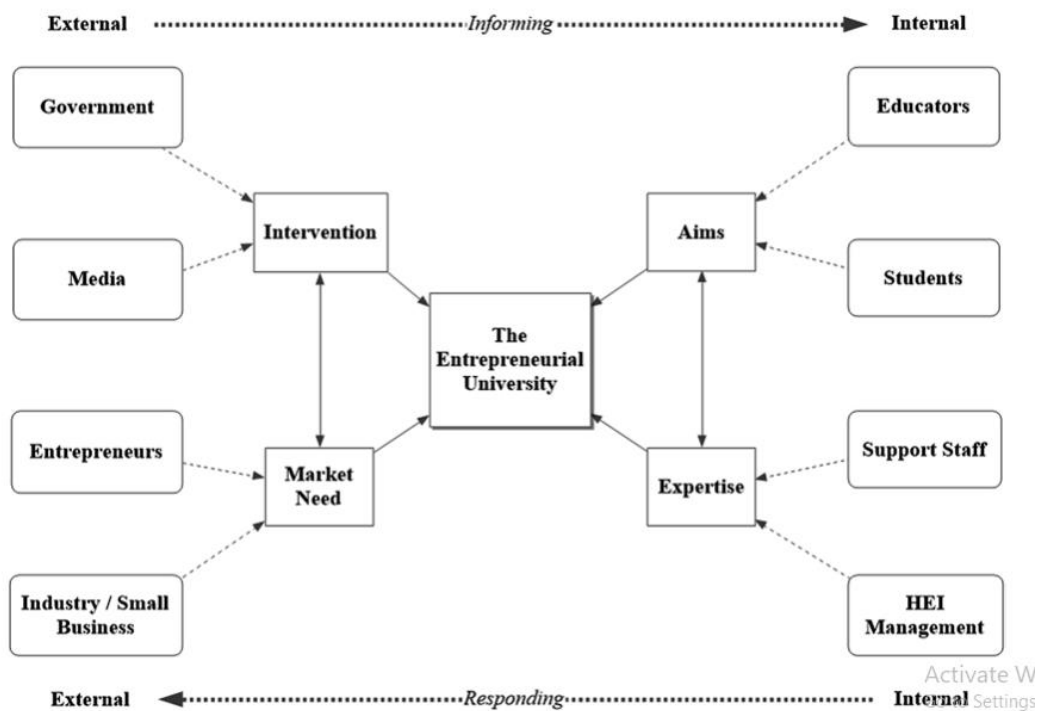 External Informing Internal
Government
Educators
Intervention
Aims
Media
Students
The
Entrepreneurial
University
Entrepreneurs
Support Staff
Market
Need
Expertise
Industry / Small
Business
HEI
Management
Activate W
External Responding Internal
Settings